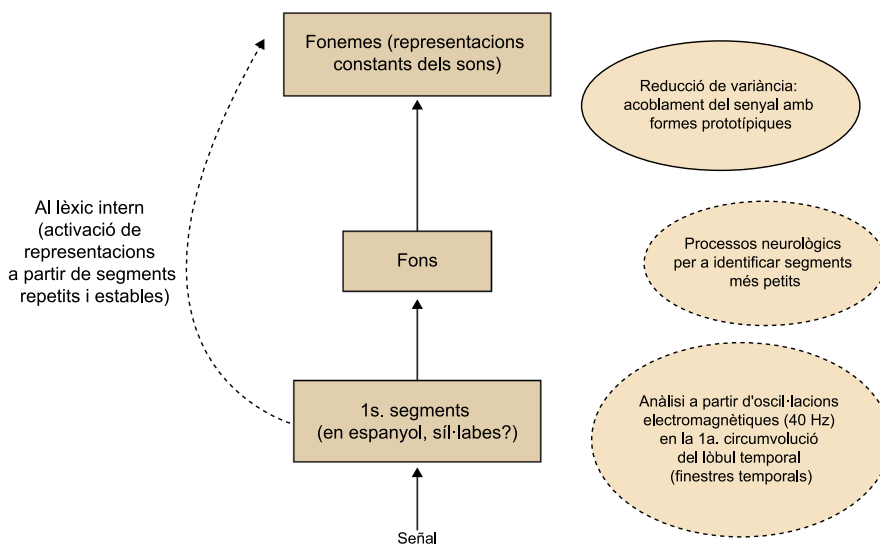 Fonemes (representacions
constants dels sons)
Reducció de variància:
acoblament del senyal amb
formes prototípiques
Al lèxic intern
(activació de
representacions
a partir de segments
repetits i estables)
Fons
Processos neurològics
per a identificar segments
més petits
1s. segments
(en espanyol, síl·labes?)
Anàlisi a partir d'oscil·lacions
electromagnètiques (40 Hz)
en la 1a. circumvolució
del lòbul temporal
(finestres temporals)
Señal